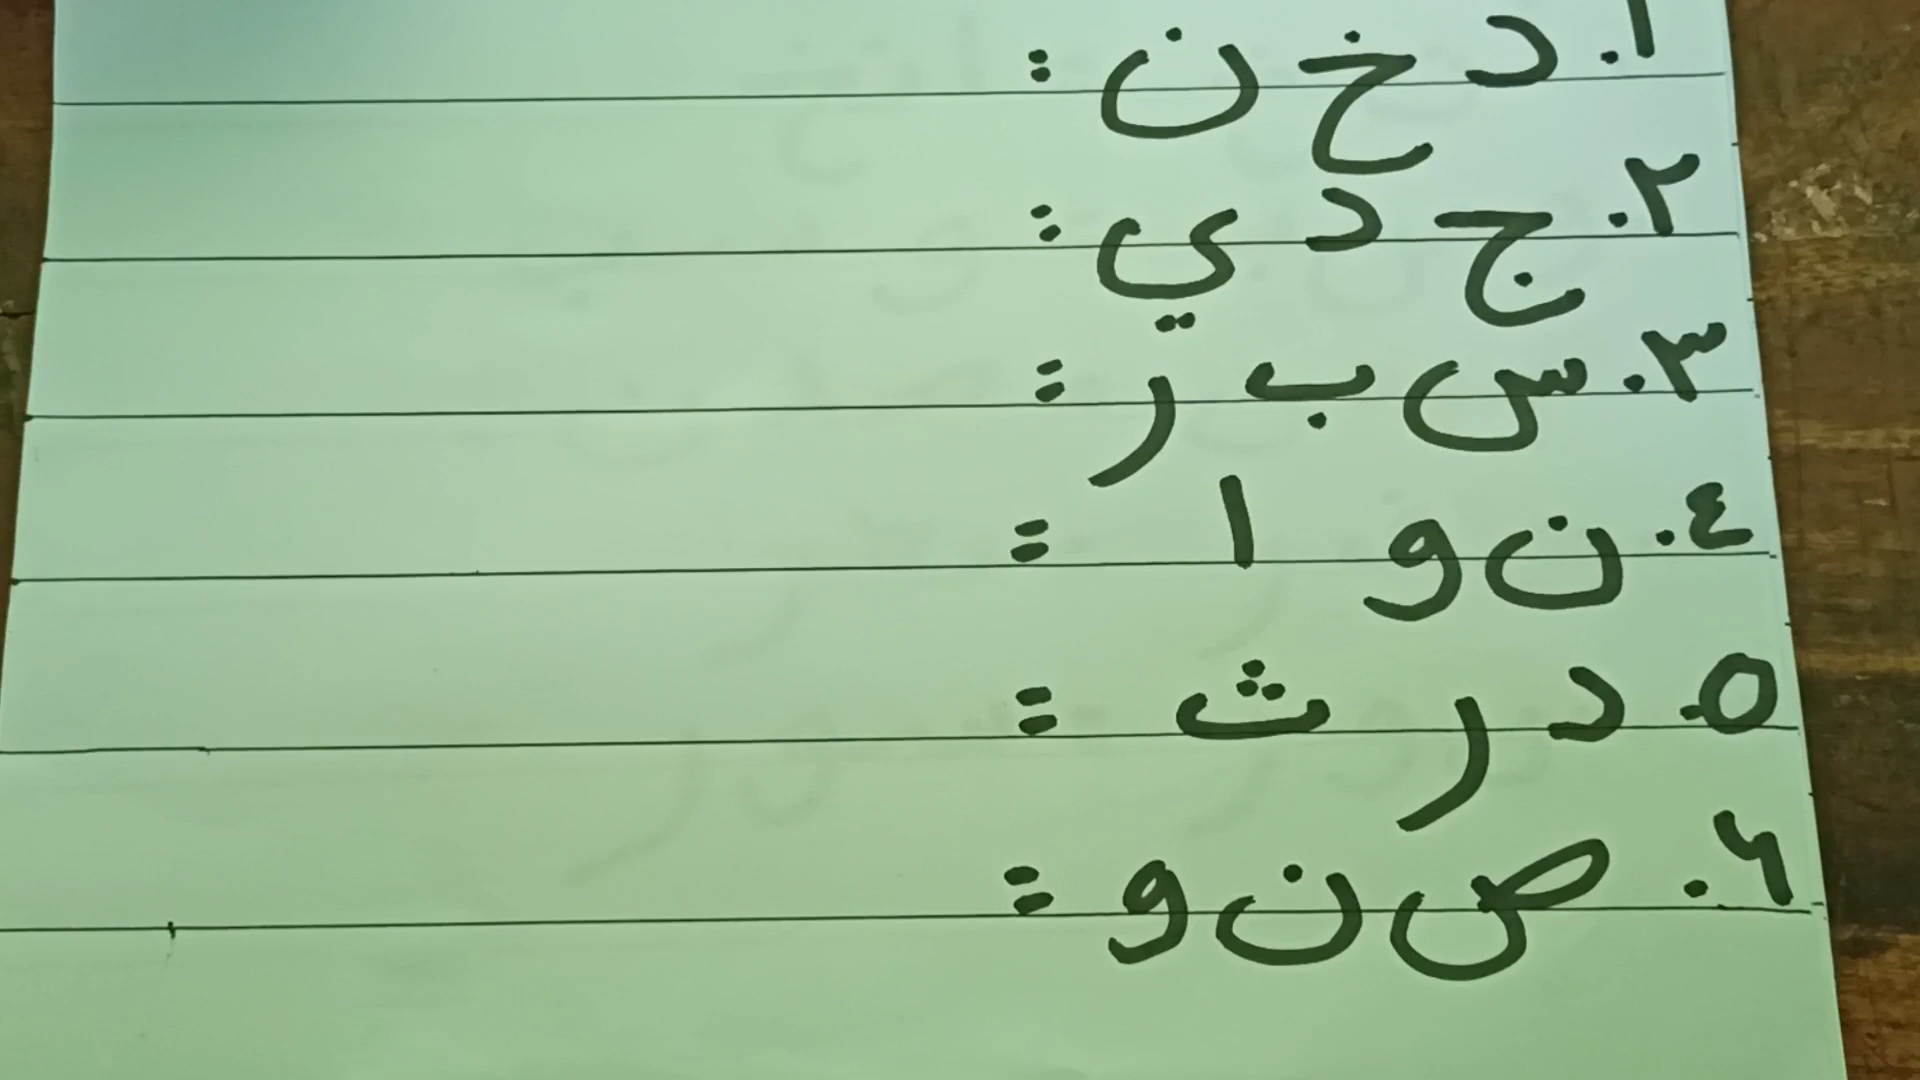 ١. د خ ن :
٢. ج د ي :
٣. س ب ر :
٤. ن و ا :
٥. د ر ث :
٦. ص ن و :